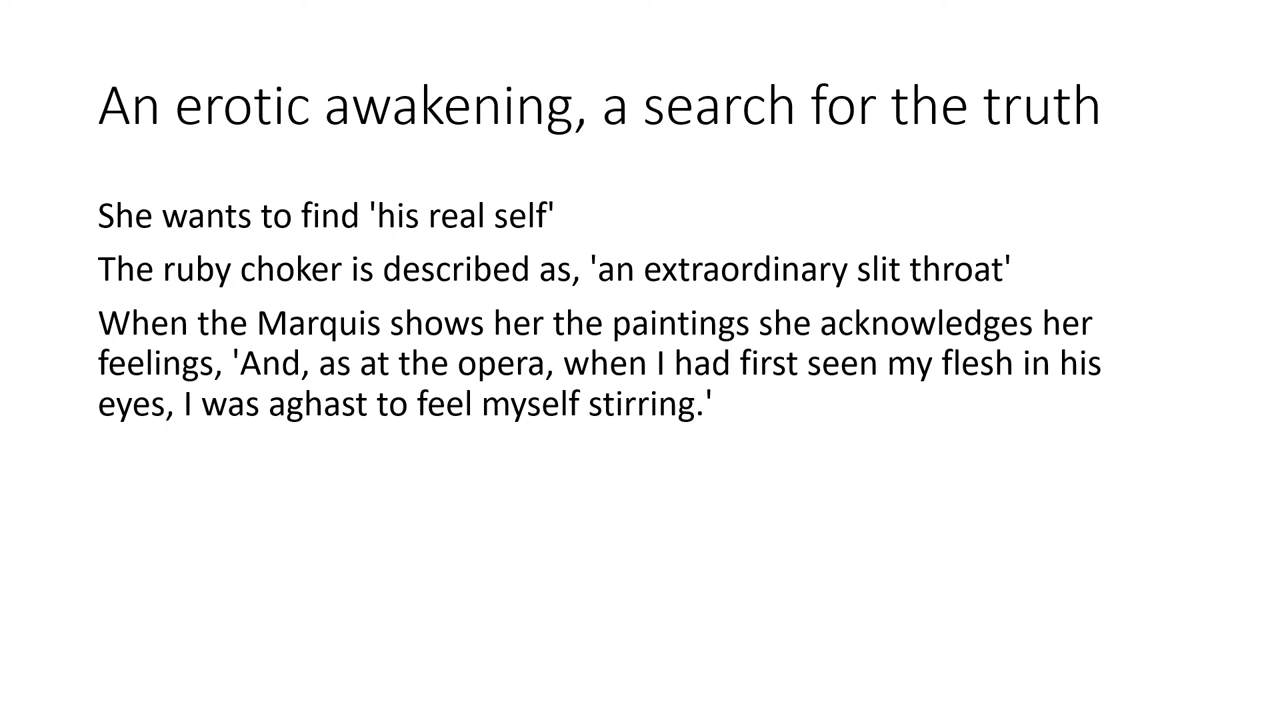 An erotic awakening, a search for the truth
She wants to find 'his real self'
The ruby choker is described as, 'an extraordinary slit throat'
When the Marquis shows her the paintings she acknowledges her
feelings, 'And, as at the opera, when I had first seen my flesh in his
eyes, I was aghast to feel myself stirring.'